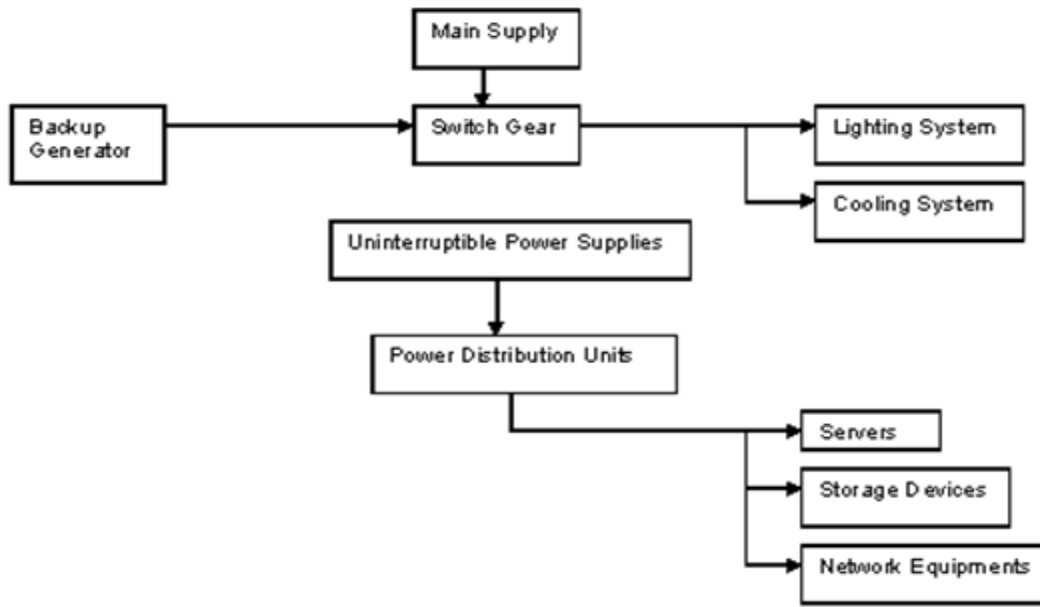 Main Supply
Backup
Generator
Switch Gear
Lighting System
Cooling System
Uninterruptible Power Supplies
Power Distribution Units
Servers
Storage Devices
Network Equipments